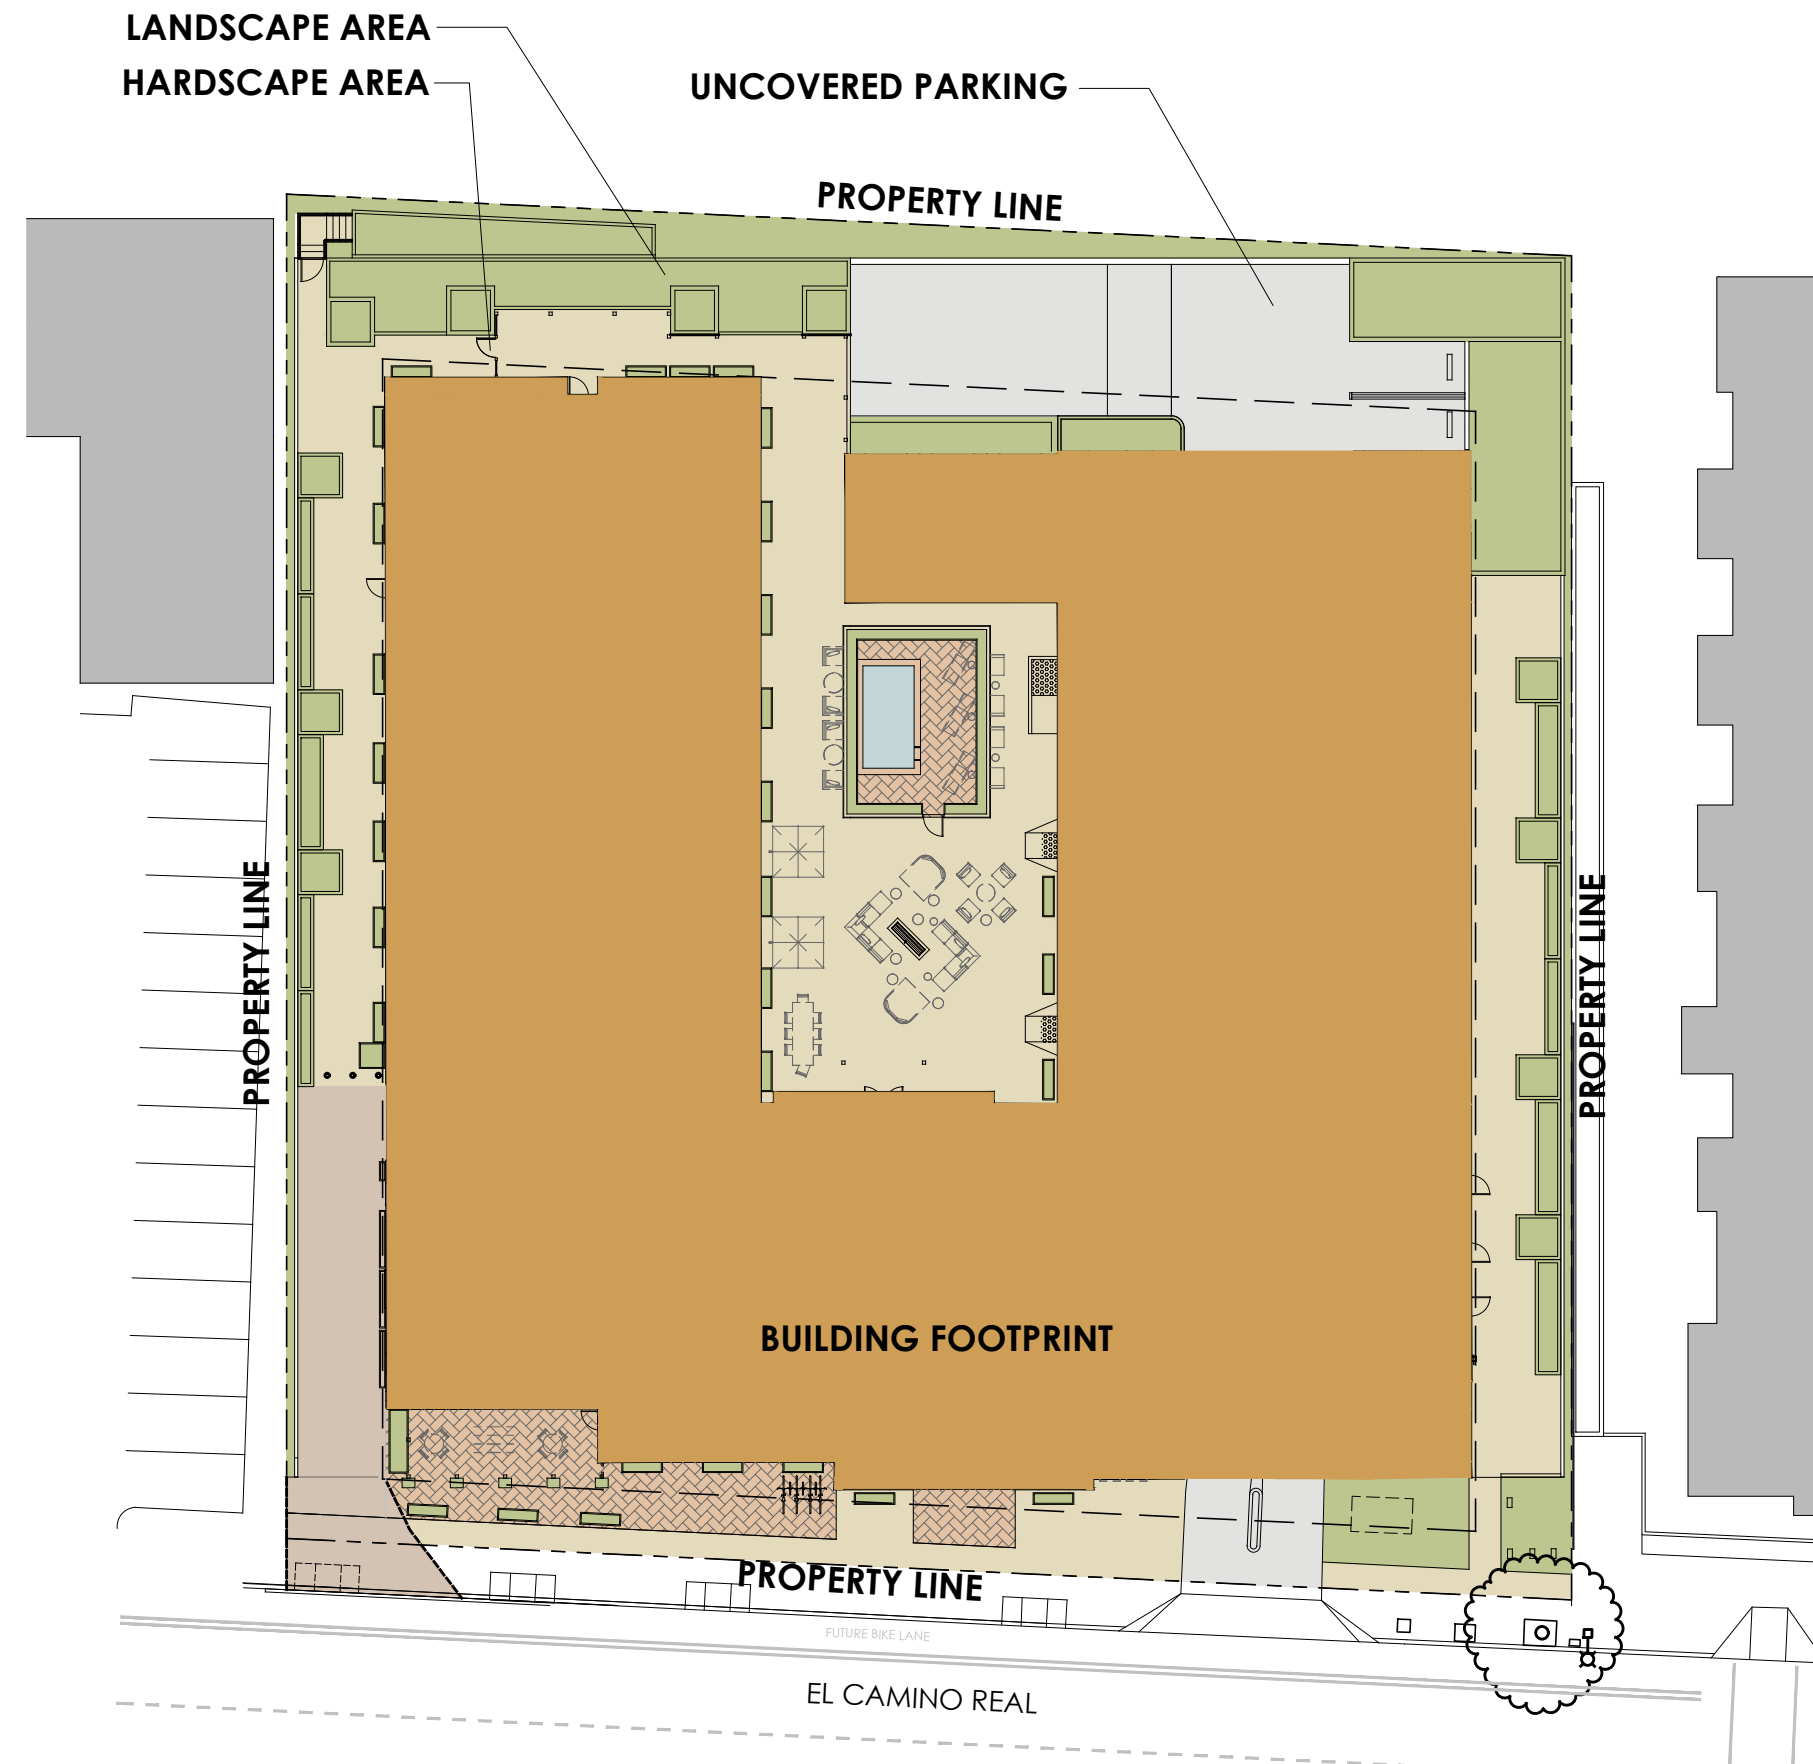 LANDSCAPE AREA
HARDSCAPE AREA
UNCOVERED PARKING
PROPERTY LINE
PROPERTY LINE
PROPERTY LINE
BUILDING FOOTPRINT
PROPERTY LINE
FUTURE BIKE LANE
EL CAMINO REAL